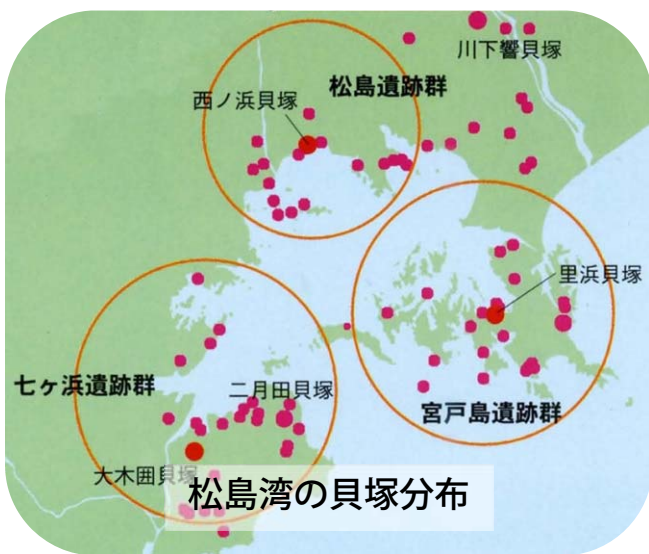 川下響貝塚
松島遺跡群
西ノ浜貝塚
里浜貝塚
七ヶ浜遺跡群
二月田貝塚
宮戸島遺跡群
大木囲貝塚
松島湾の貝塚分布